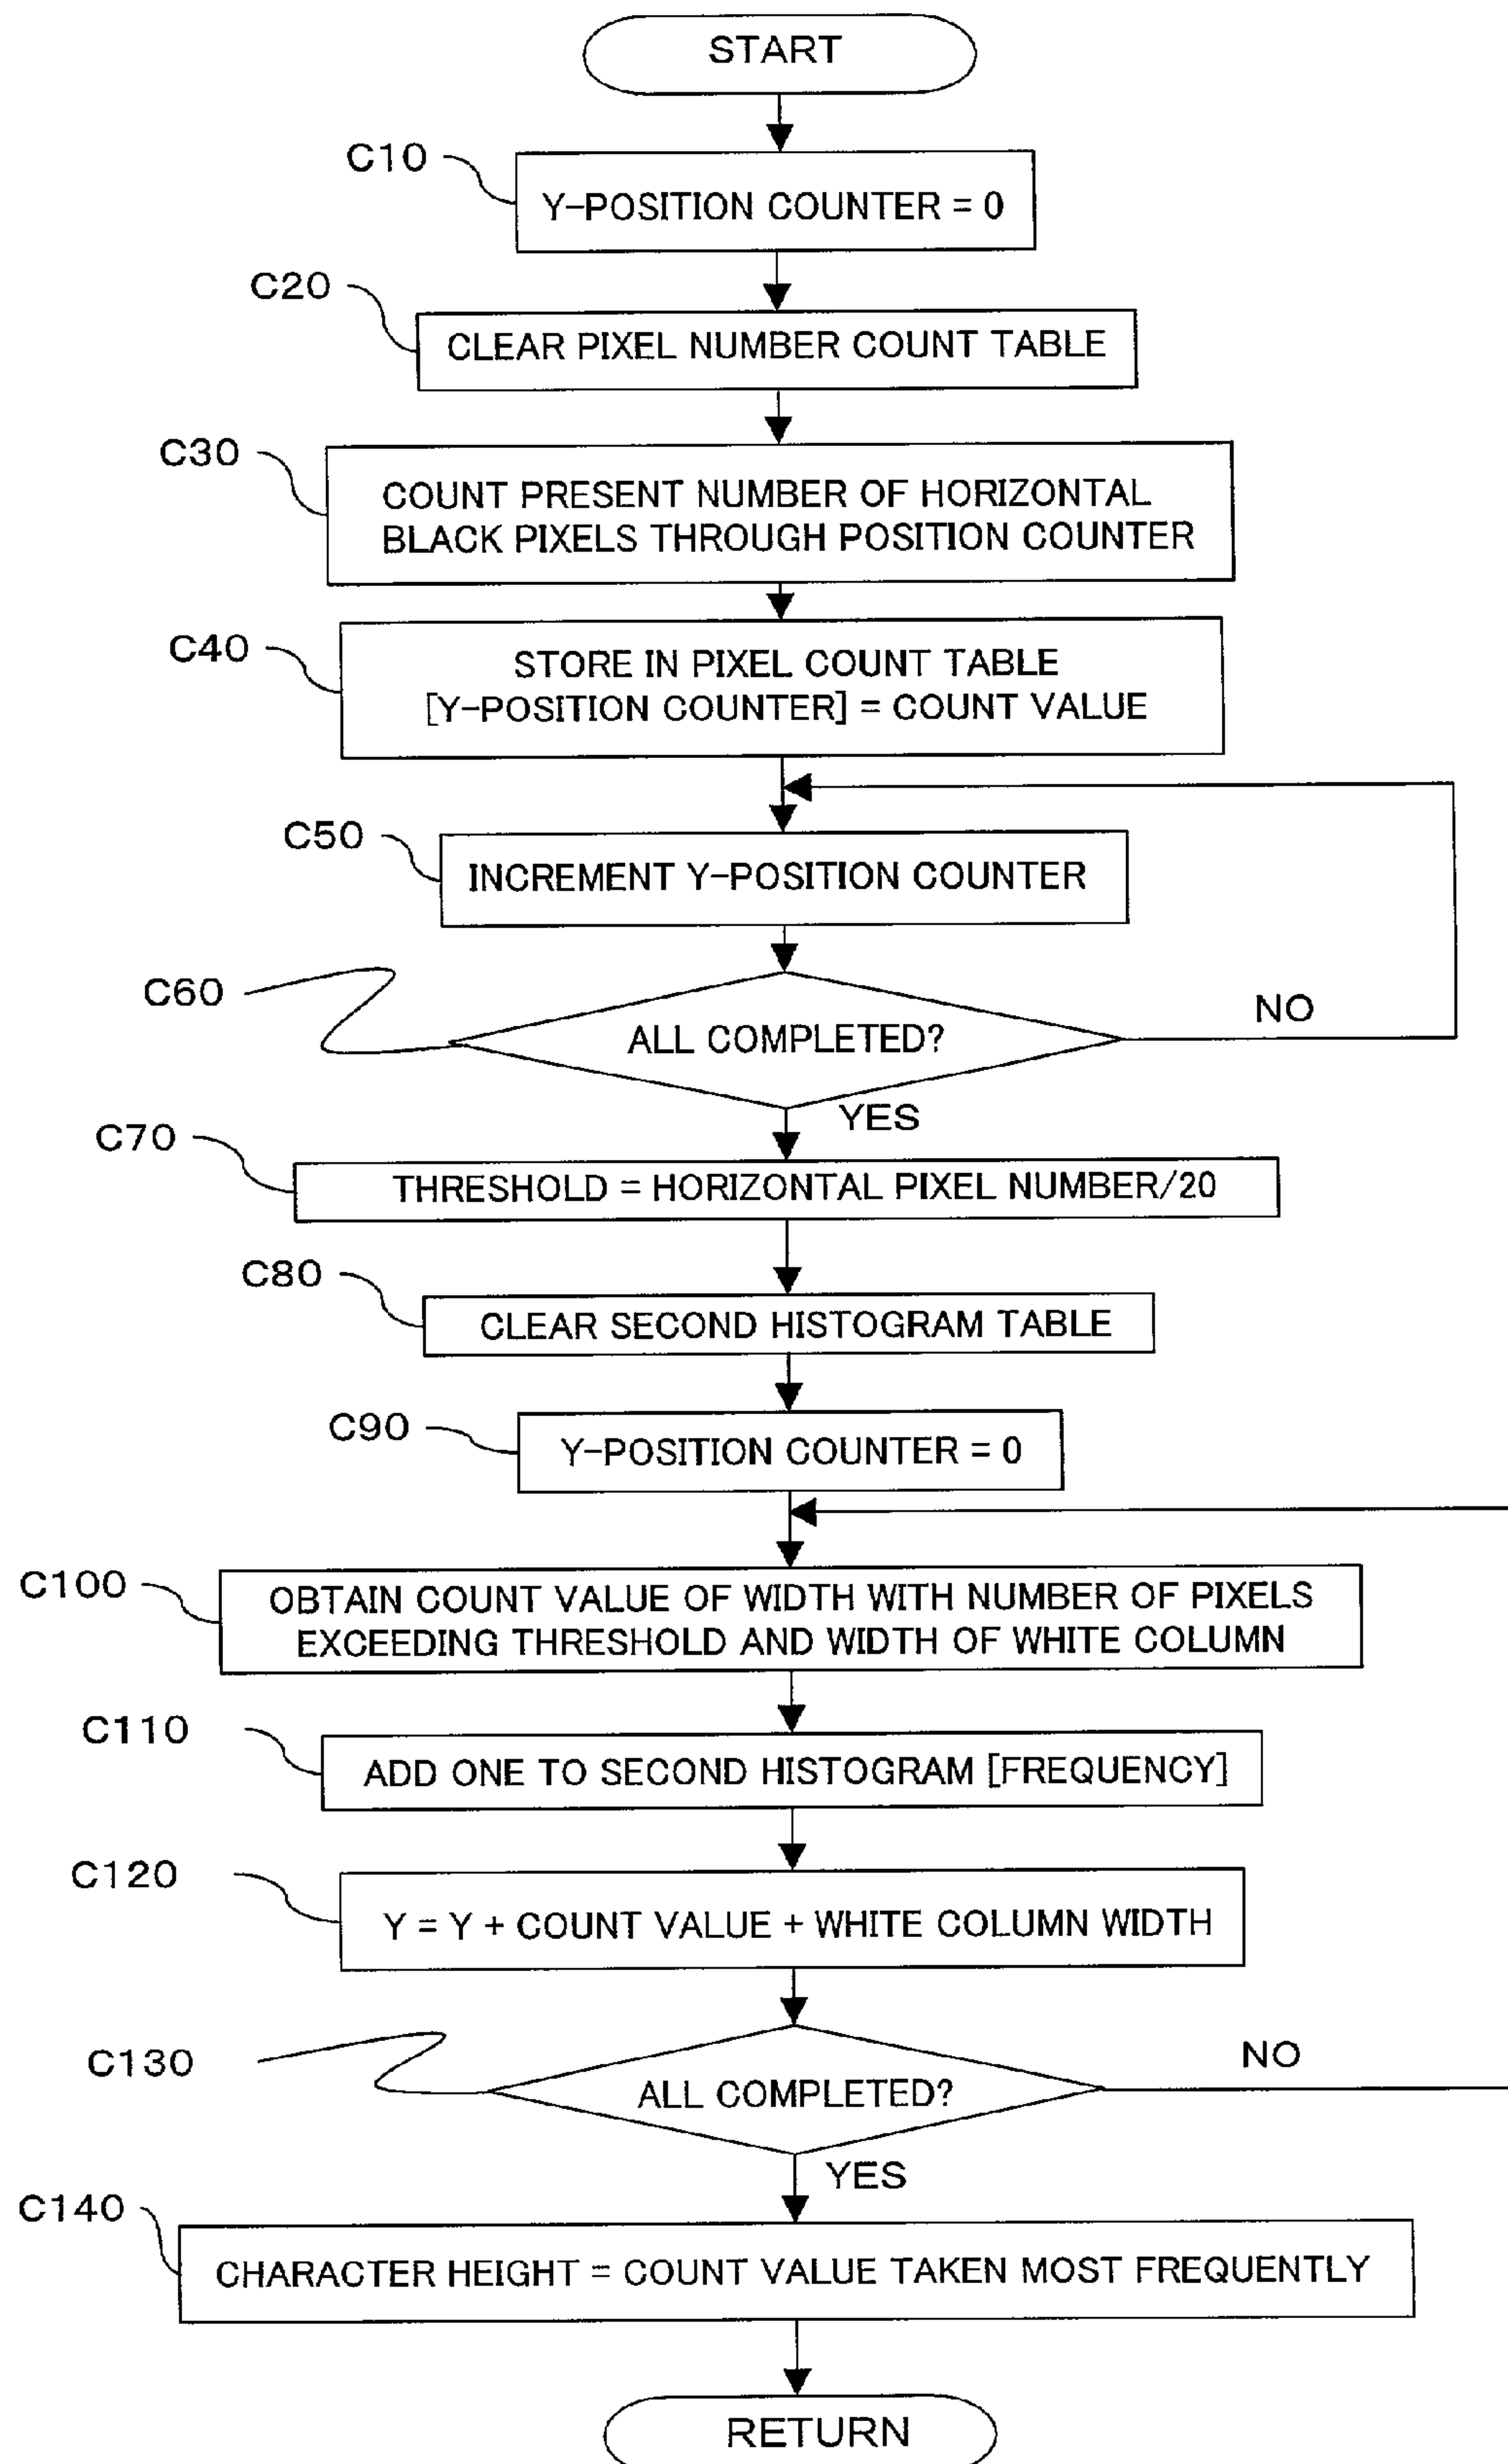 START
C10
Y-POSITION COUNTER = 0
C20
CLEAR PIXEL NUMBER COUNT TABLE
C30
COUNT PRESENT NUMBER OF HORIZONTAL
BLACK PIXELS THROUGH POSITION COUNTER
C40
STORE IN PIXEL COUNT TABLE
[Y-POSITION COUNTER] = COUNT VALUE
C50
INCREMENT Y-POSITION COUNTER
C60
ALL COMPLETED?
NO
YES
C70
THRESHOLD = HORIZONTAL PIXEL NUMBER/20
C80
CLEAR SECOND HISTOGRAM TABLE
C90
Y-POSITION COUNTER = 0
C100
OBTAIN COUNT VALUE OF WIDTH WITH NUMBER OF PIXELS
EXCEEDING THRESHOLD AND WIDTH OF WHITE COLUMN
C110
ADD ONE TO SECOND HISTOGRAM [FREQUENCY]
C120
Y = Y + COUNT VALUE + WHITE COLUMN WIDTH
C130
ALL COMPLETED?
NO
YES
C140
CHARACTER HEIGHT = COUNT VALUE TAKEN MOST FREQUENTLY
RETURN